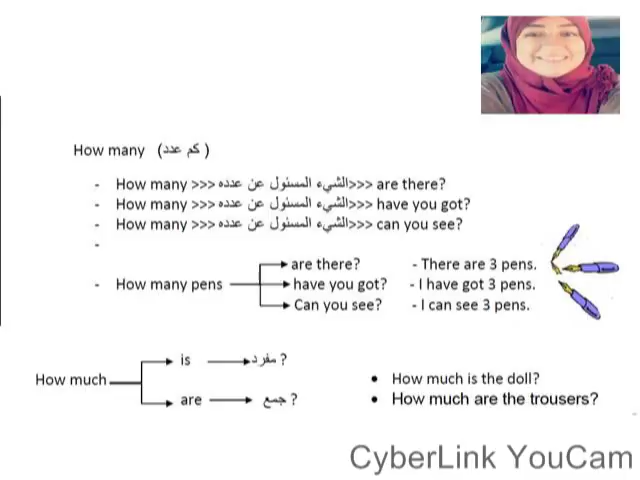 How many (كم عدد)
- How many >>> الشيء المسئول عن عدده>>> are there?
- How many >>> الشيء المسئول عن عدده>>> have you got?
- How many >>> الشيء المسئول عن عدده>>> can you see?
-
are there? - There are 3 pens.
- How many pens have you got? - I have got 3 pens.
Can you see? - I can see 3 pens.
is مفرد ?
How much
are جمع ?
• How much is the doll?
• How much are the trousers?
CyberLink YouCam